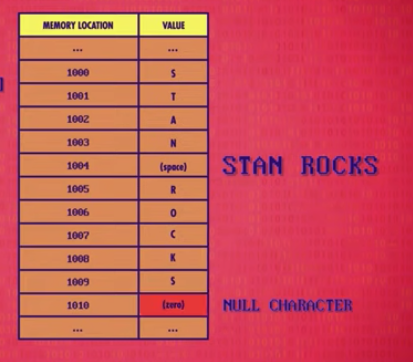 MEMORY LOCATION VALUE
... ...
1000 S
1001 T
1002 A
1003 N
1004 (space) STAN ROCKS
1005 R
1006 O
1007 C
1008 K
1009 S
1010 (zero) NULL CHARACTER
... ...